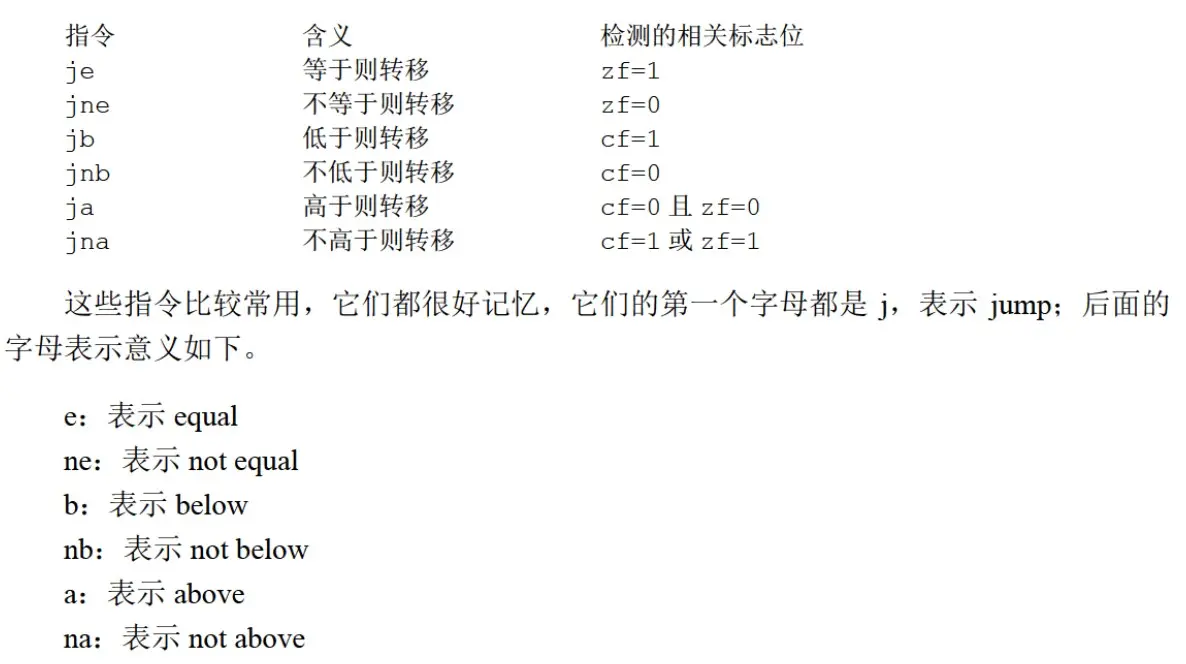 指令 含义 检测的相关标志位
je 等于则转移 zf=1
jne 不等于则转移 zf=0
jb 低于则转移 cf=1
jnb 不低于则转移 cf=0
ja 高于则转移 cf=0 且 zf=0
jna 不高于则转移 cf=1 或 zf=1
这些指令比较常用，它们都很好记忆，它们的第一个字母都是 j，表示 jump；后面的
字母表示意义如下。
e：表示 equal
ne：表示 not equal
b：表示 below
nb：表示 not below
a：表示 above
na：表示 not above